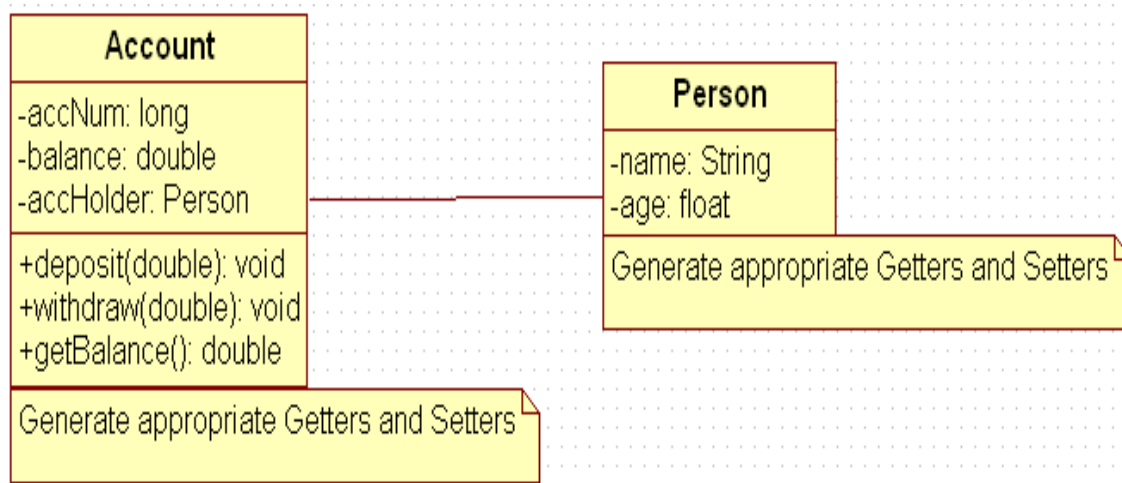 Account
-accNum: long
-balance: double
-accHolder: Person
+deposit(double): void
+withdraw(double): void
+getBalance(): double
Generate appropriate Getters and Setters
Person
-name: String
-age: float
Generate appropriate Getters and Setters